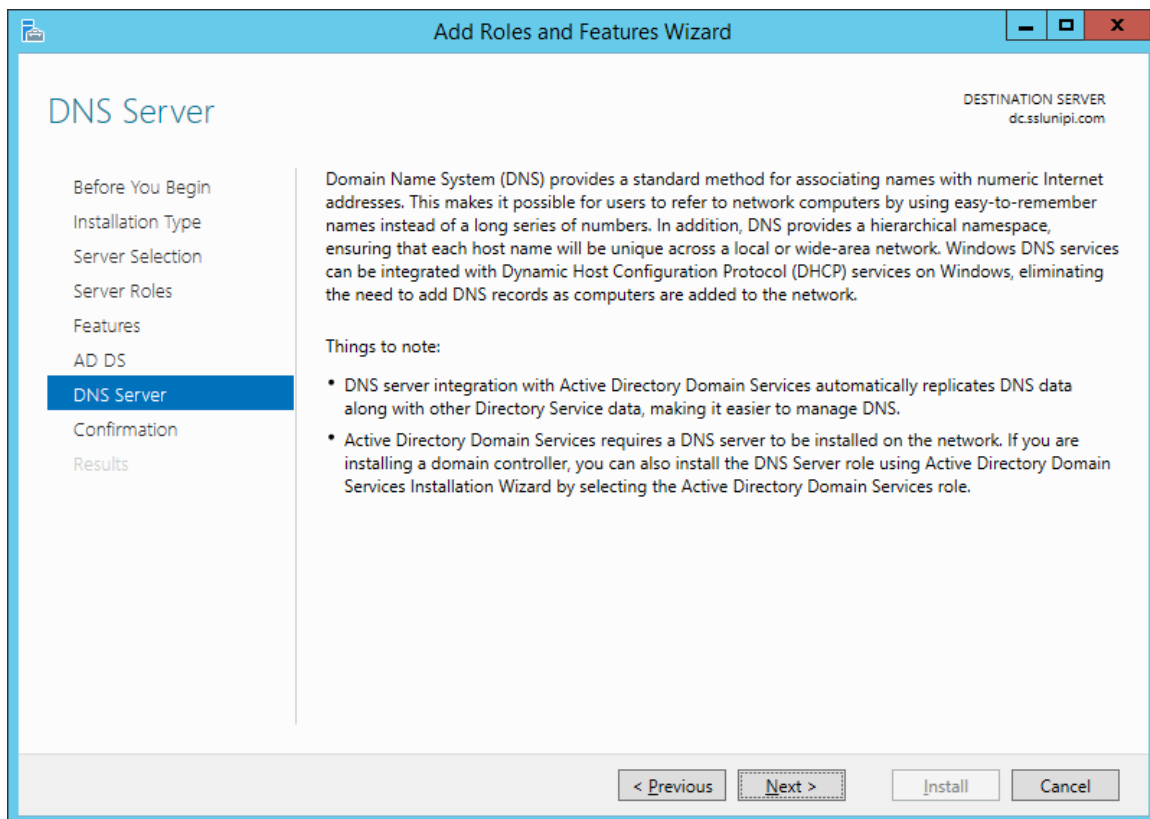 Add Roles and Features Wizard
DNS Server
DESTINATION SERVER
dc.sslunipi.com
Before You Begin
Installation Type
Server Selection
Server Roles
Features
AD DS
DNS Server
Confirmation
Results
Domain Name System (DNS) provides a standard method for associating names with numeric Internet
addresses. This makes it possible for users to refer to network computers by using easy-to-remember
names instead of a long series of numbers. In addition, DNS provides a hierarchical namespace,
ensuring that each host name will be unique across a local or wide-area network. Windows DNS services
can be integrated with Dynamic Host Configuration Protocol (DHCP) services on Windows, eliminating
the need to add DNS records as computers are added to the network.
Things to note:
• DNS server integration with Active Directory Domain Services automatically replicates DNS data
along with other Directory Service data, making it easier to manage DNS.
• Active Directory Domain Services requires a DNS server to be installed on the network. If you are
installing a domain controller, you can also install the DNS Server role using Active Directory Domain
Services Installation Wizard by selecting the Active Directory Domain Services role.
< Previous
Next >
Install
Cancel